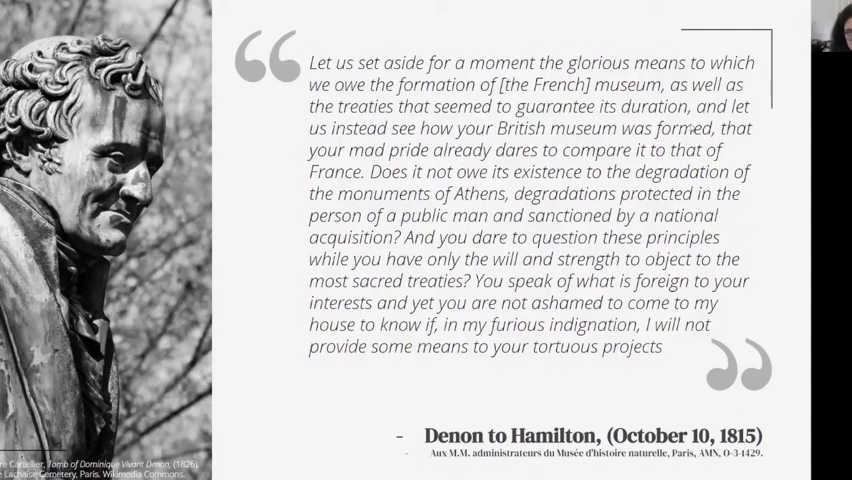 Let us set aside for a moment the glorious means to which
we owe the formation of [the French] museum, as well as
the treaties that seemed to guarantee its duration, and let
us instead see how your British museum was formed, that
your mad pride already dares to compare it to that of
France. Does it not owe its existence to the degradation of
the monuments of Athens, degradations protected in the
person of a public man and sanctioned by a national
acquisition? And you dare to question these principles
while you have only the will and strength to object to the
most sacred treaties? You speak of what is foreign to your
interests and yet you are not ashamed to come to my
house to know if, in my furious indignation, I will not
provide some means to your tortuous projects
- Denon to Hamilton, (October 10, 1815)
- Aux M.M. administrateurs du Musée d'histoire naturelle, Paris, AMN, O-3-1429.
Cartellier, Tomb of Dominique Vivant Denon, (1826),
Lachaise Cemetery, Paris. Wikimedia Commons.